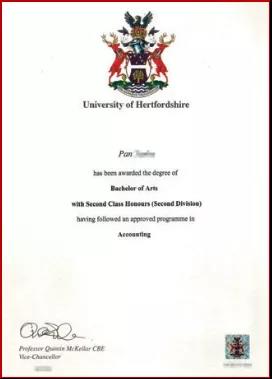 University of Hertfordshire
Pan
has been awarded the degree of
Bachelor of Arts
with Second Class Honours (Second Division)
having followed an approved programme in
Accounting
Professor Quintin McKellar CBE
Vice-Chancellor